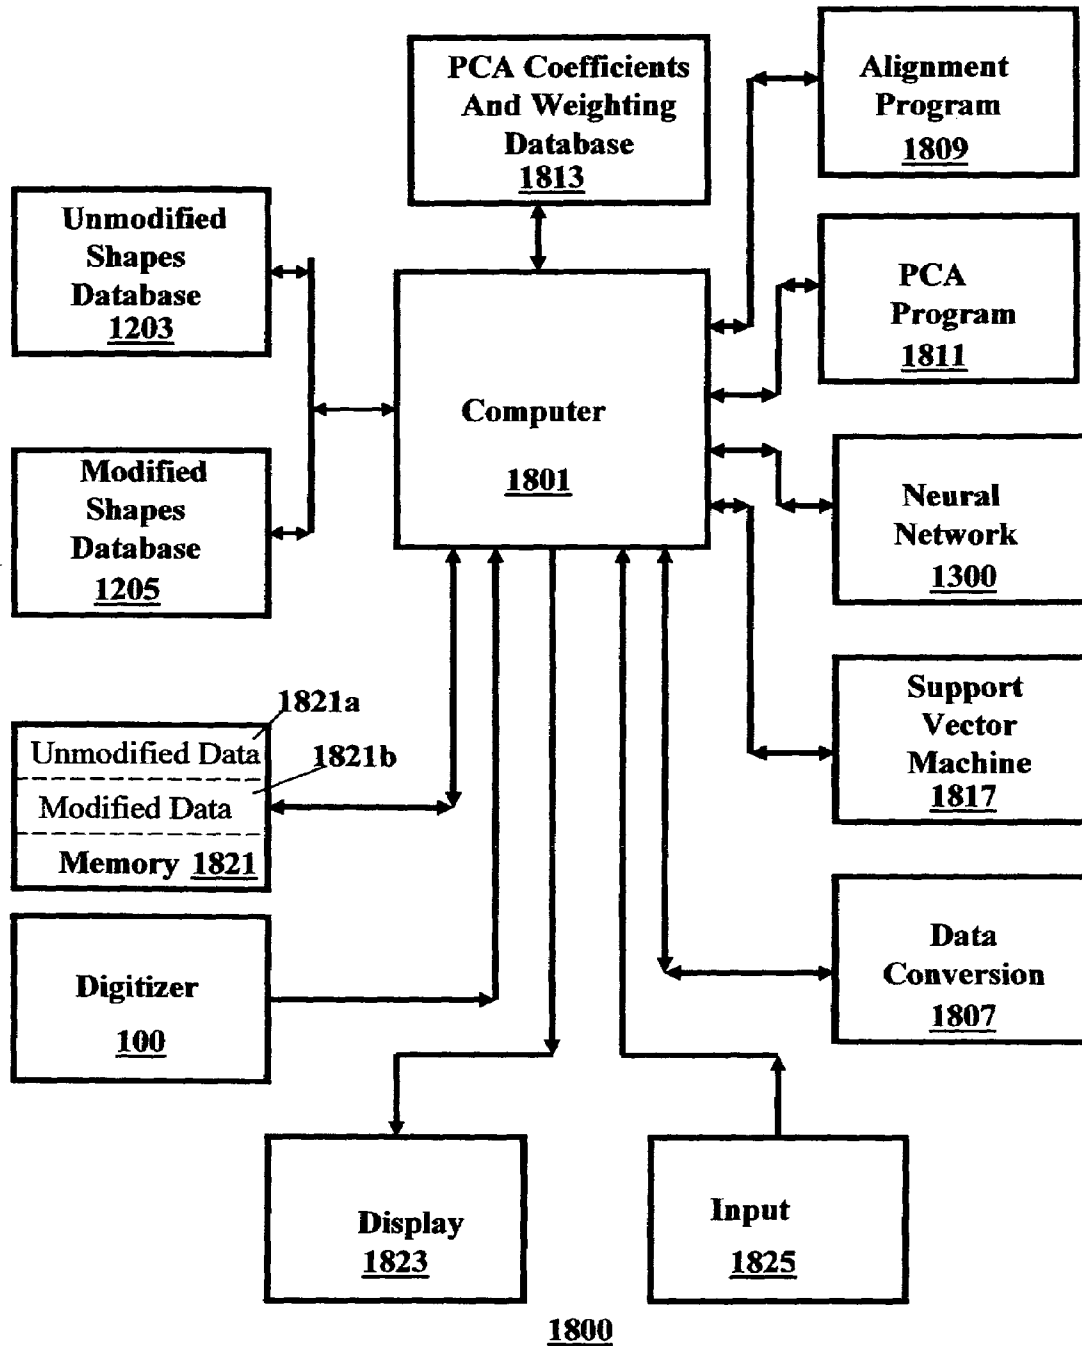 PCA Coefficients
And Weighting
Database
1813
Alignment
Program
1809
Unmodified
Shapes
Database
1203
PCA
Program
1811
Computer
1801
Modified
Shapes
Database
1205
Neural
Network
1300
Support
Vector
Machine
1817
1821a
Unmodified Data
1821b
Modified Data
Memory 1821
Data
Conversion
1807
Digitizer
100
Display
1823
Input
1825
1800